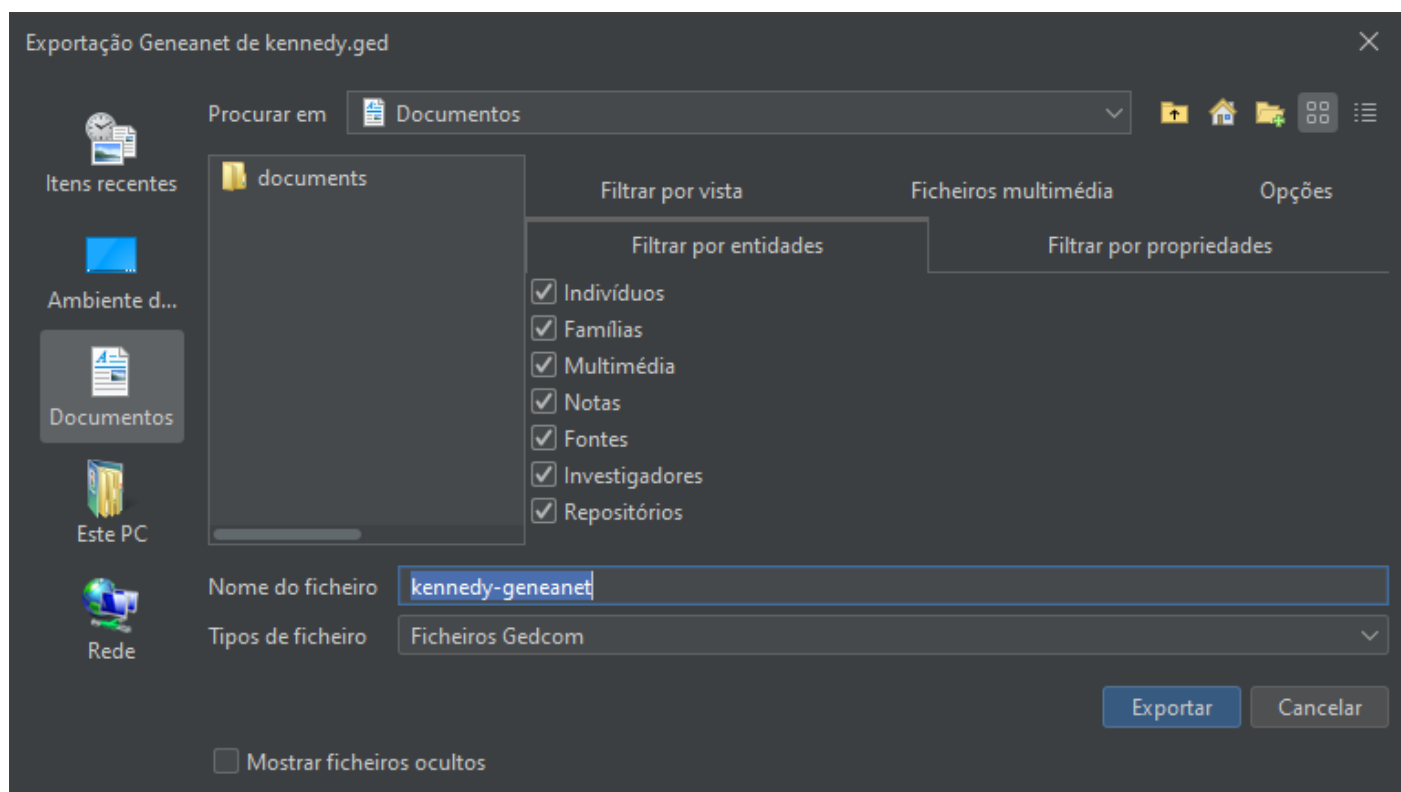 Exportação Geneanet de kennedy.ged
Procurar em
Documentos
Itens recentes
Ambiente d...
Documentos
Este PC
Rede
documents
Filtrar por vista
Ficheiros multimédia
Opções
Filtrar por entidades
Filtrar por propriedades
Indivíduos
Famílias
Multimédia
Notas
Fontes
Investigadores
Repositórios
Nome do ficheiro
kennedy-geneanet
Tipos de ficheiro
Ficheiros Gedcom
Exportar
Cancelar
Mostrar ficheiros ocultos